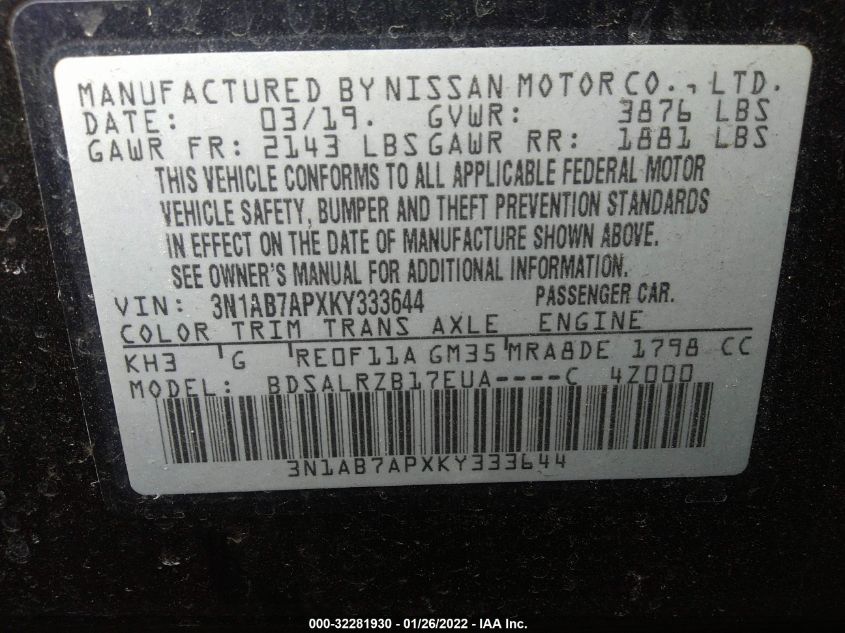 MANUFACTURED BY NISSAN MOTOR CO., LTD.
DATE: 03/19. GVWR: 3876 LBS
GAWR FR: 2143 LBS GAWR RR: 1881 LBS
THIS VEHICLE CONFORMS TO ALL APPLICABLE FEDERAL MOTOR
VEHICLE SAFETY, BUMPER AND THEFT PREVENTION STANDARDS
IN EFFECT ON THE DATE OF MANUFACTURE SHOWN ABOVE.
SEE OWNER'S MANUAL FOR ADDITIONAL INFORMATION.
VIN: 3N1AB7APXKY333644 PASSENGER CAR.
COLOR TRIM TRANS AXLE ENGINE
KH3 G RE0F11A GM35 MRA8DE 1798 CC
MODEL: BDSALRZB17EUA----C 4Z000
3N1AB7APXKY333644
000-32281930 - 01/26/2022 - IAA Inc.